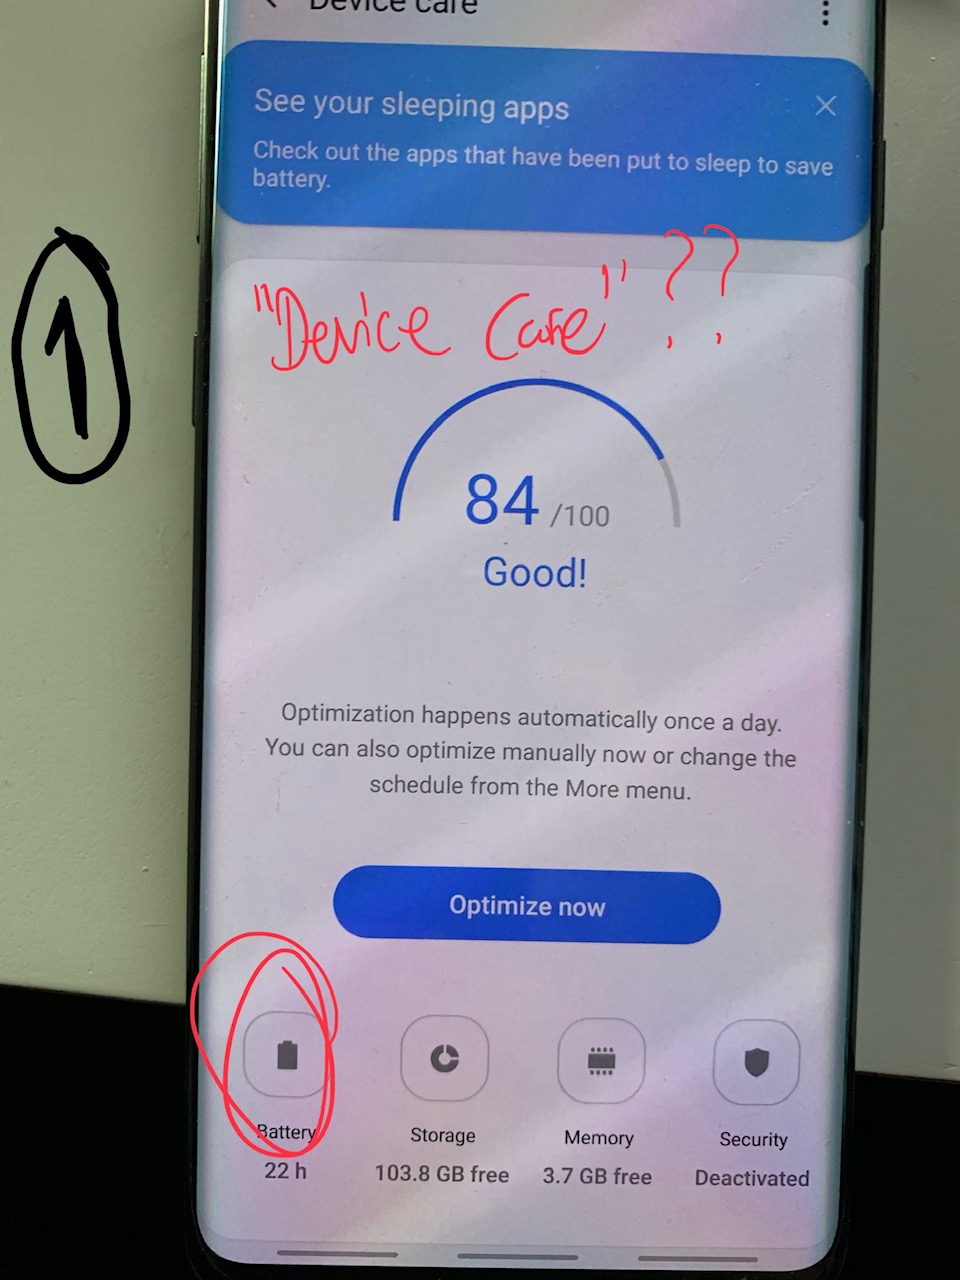 Device care
See your sleeping apps
Check out the apps that have been put to sleep to save
battery.
"Device Care" ??
1
84 /100
Good!
Optimization happens automatically once a day.
You can also optimize manually now or change the
schedule from the More menu.
Optimize now
Battery Storage Memory Security
22 h 103.8 GB free 3.7 GB free Deactivated